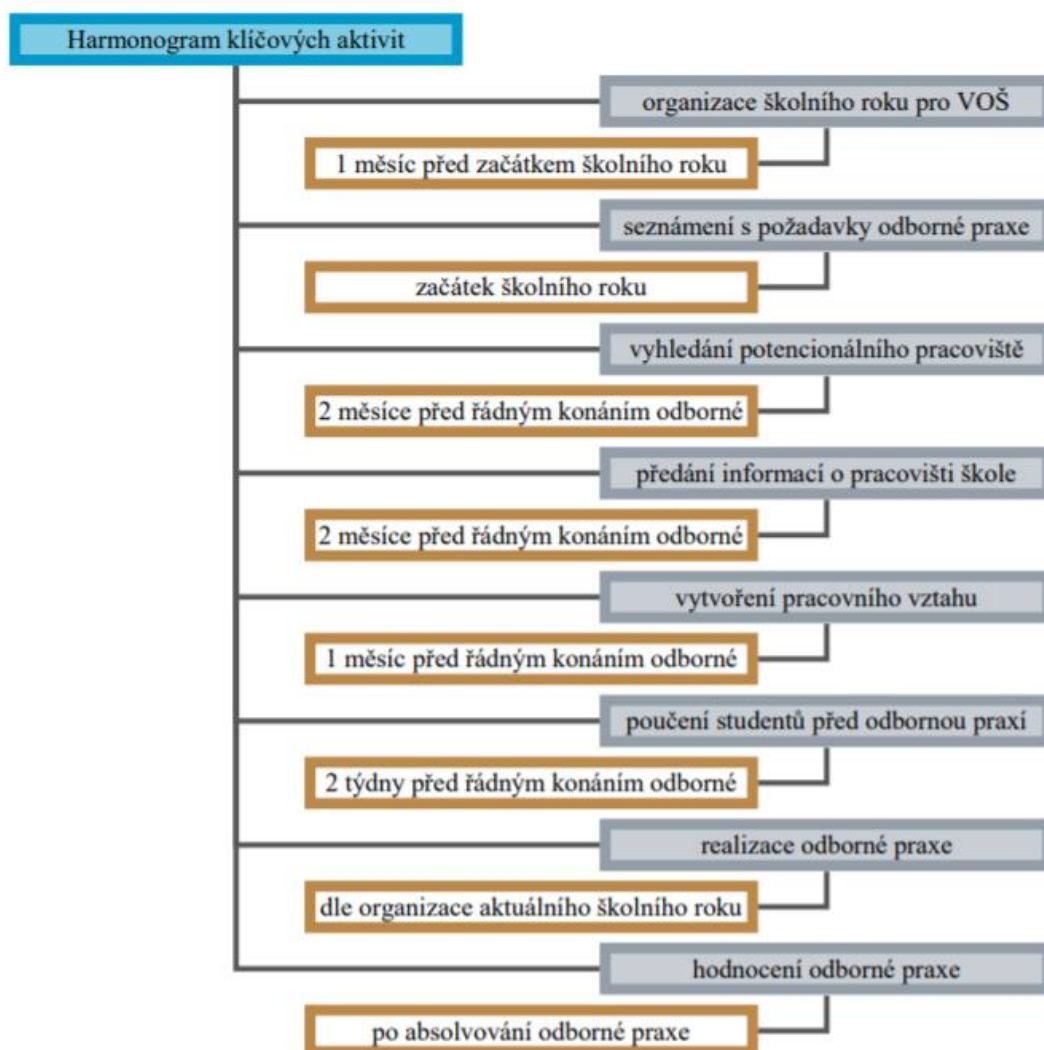 Harmonogram klíčových aktivit
organizace školního roku pro VOŠ
1 měsíc před začátkem školního roku
seznámení s požadavky odborné praxe
začátek školního roku
vyhledání potencionálního pracoviště
2 měsíce před řádným konáním odborné
předání informací o pracovišti škole
2 měsíce před řádným konáním odborné
vytvoření pracovního vztahu
1 měsíc před řádným konáním odborné
poučení studentů před odbornou praxí
2 týdny před řádným konáním odborné
realizace odborné praxe
dle organizace aktuálního školního roku
hodnocení odborné praxe
po absolvování odborné praxe